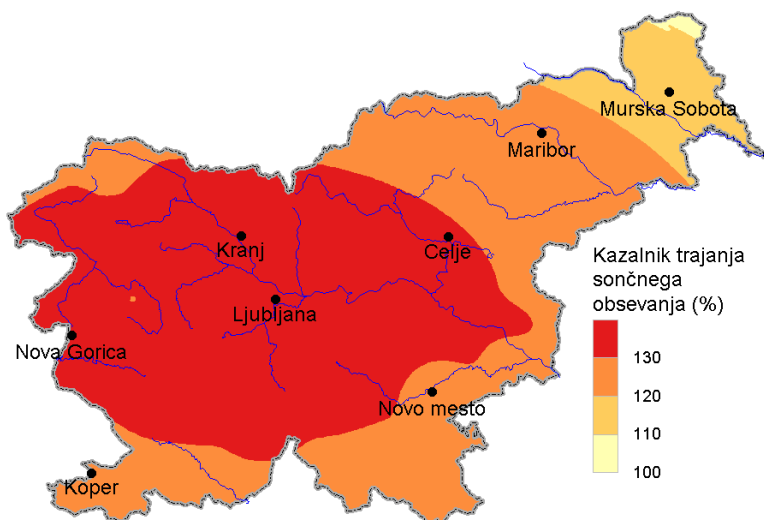 Murska Sobota
Maribor
Kranj
Celje
Ljubljana
Nova Gorica
Novo mesto
Koper
Kazalnik trajanja
sončnega
obsevanja (%)
130
120
110
100